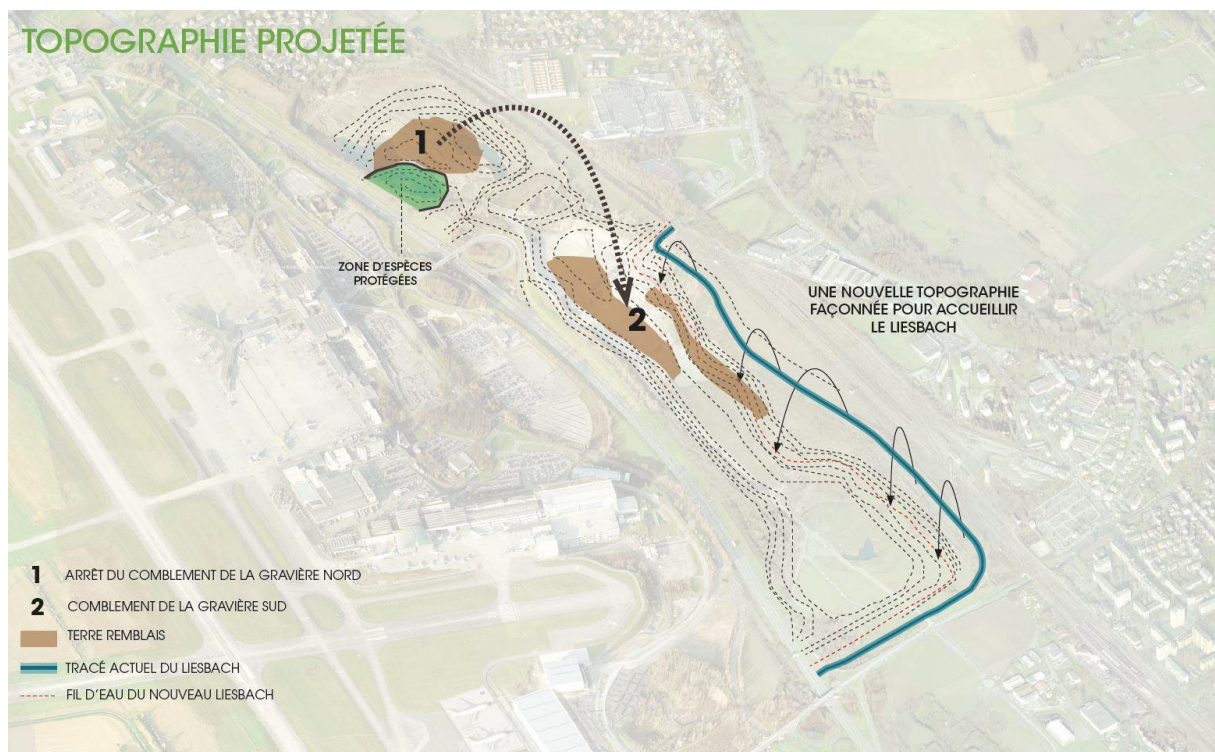 TOPOGRAPHIE PROJETÉE
1
ZONE D'ESPÈCES
PROTÉGÉES
2
UNE NOUVELLE TOPOGRAPHIE
FAÇONNÉE POUR ACCUEILLIR
LE LIESBACH
1 ARRÊT DU COMBLEMENT DE LA GRAVIÈRE NORD
2 COMBLEMENT DE LA GRAVIÈRE SUD
TERRE REMBLAIS
TRACÉ ACTUEL DU LIESBACH
FIL D'EAU DU NOUVEAU LIESBACH